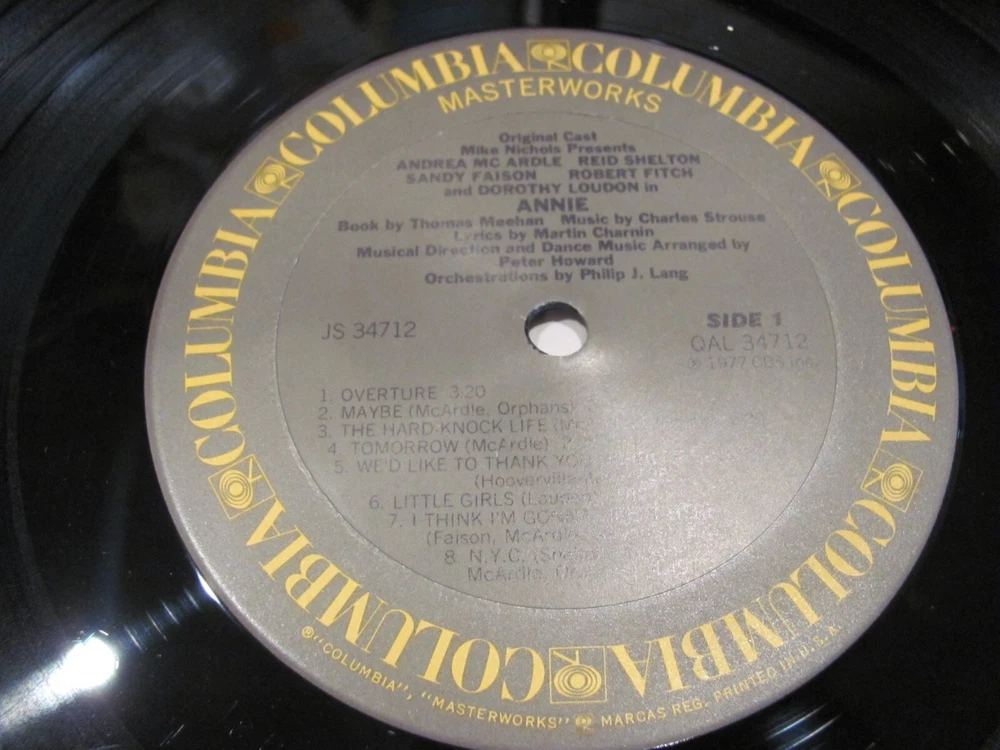 COLUMBIA COLUMBIA COLUMBIA COLUMBIA COLUMBIA COLUMBIA COLUMBIA COLUMBIA
MASTERWORKS
Original Cast
Mike Nichols Presents
ANDREA MC ARDLE REID SHELTON
SANDY FAISON ROBERT FITCH
and DOROTHY LOUDON in
ANNIE
Book by Thomas Meehan Music by Charles Strouse
Lyrics by Martin Charnin
Musical Direction and Dance Music Arranged by
Peter Howard
Orchestrations by Philip J. Lang
JS 34712
SIDE 1
QAL 34712
℗ 1977 CBS Inc.
1. OVERTURE 3:20
2. MAYBE (McArdle, Orphans)
3. THE HARD-KNOCK LIFE
4. TOMORROW (McArdle)
5. WE'D LIKE TO THANK YOU
6. LITTLE GIRLS
7. I THINK I'M
(Faison,
8. N.Y.C.
McArdle,
®"COLUMBIA", "MASTERWORKS" MARCAS REG. PRINTED IN U.S.A.